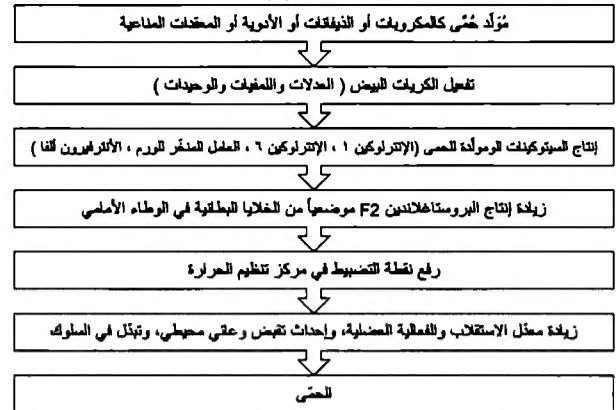 مُوَلِّد حُمَّى كالمكروبات أو الذيفانات أو الأدوية أو المعقدات المناعية
تفعيل الكريات البيض ( العدلات واللمفيات والوحيدات )
إنتاج السيتوكينات المولّدة للحمى (الإنترلوكين ١ ، الإنترلوكين ٦ ، العامل المنخّر للورم ، الأنترفيرون ألفا )
زيادة إنتاج البروستاغلاندين F2 موضعياً من الخلايا البطانية في الوطاء الأمامي
رفع نقطة التضبيط في مركز تنظيم الحرارة
زيادة معدّل الاستقلاب والفعالية العضلية، وإحداث تقبض وعائي محيطي، وتبدّل في السلوك
الحمّى